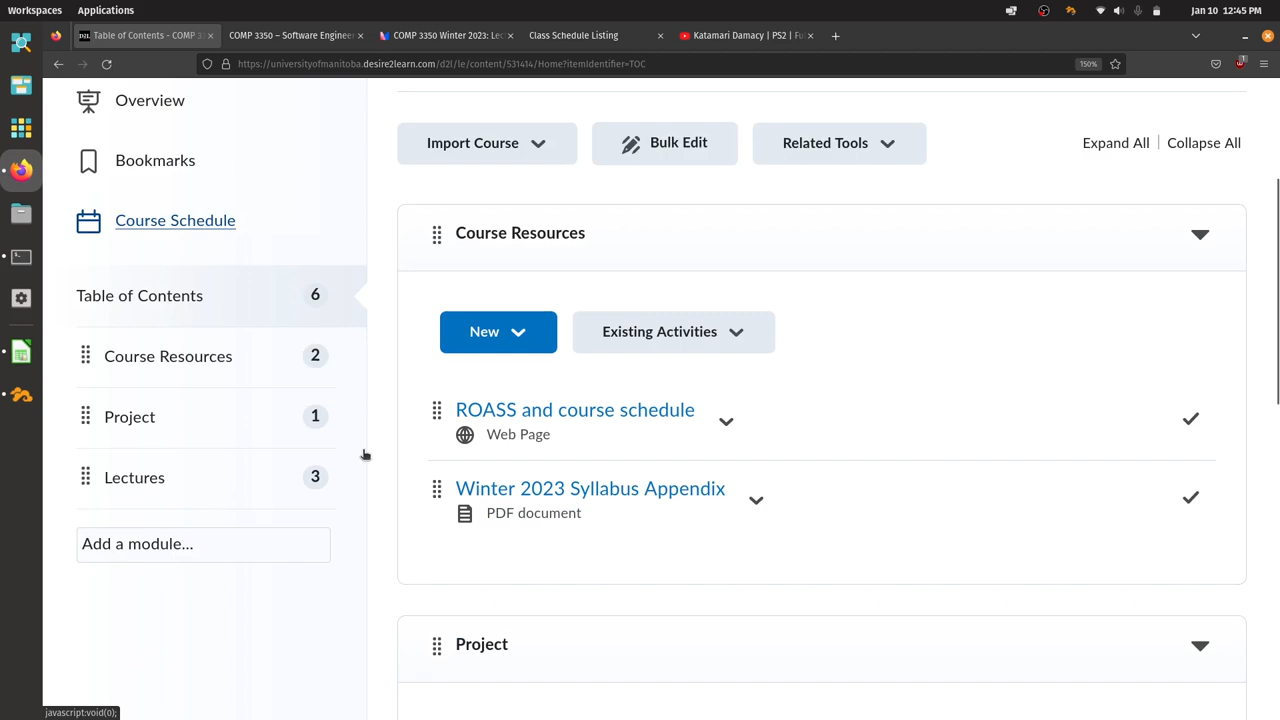 Workspaces Applications Jan 10 12:45 PM
Table of Contents - COMP 3 COMP 3350 – Software Enginee COMP 3350 Winter 2023: Lec Class Schedule Listing Katamari Damacy | PS2 | Fu
https://universityofmanitoba.desire2learn.com/d2l/le/content/531414/Home?itemIdentifier=TOC 150%
Overview
Bookmarks
Course Schedule
Table of Contents 6
Course Resources 2
Project 1
Lectures 3
Add a module...
Import Course Bulk Edit Related Tools Expand All Collapse All
Course Resources
New Existing Activities
ROASS and course schedule
Web Page
Winter 2023 Syllabus Appendix
PDF document
Project
javascript:void(0);